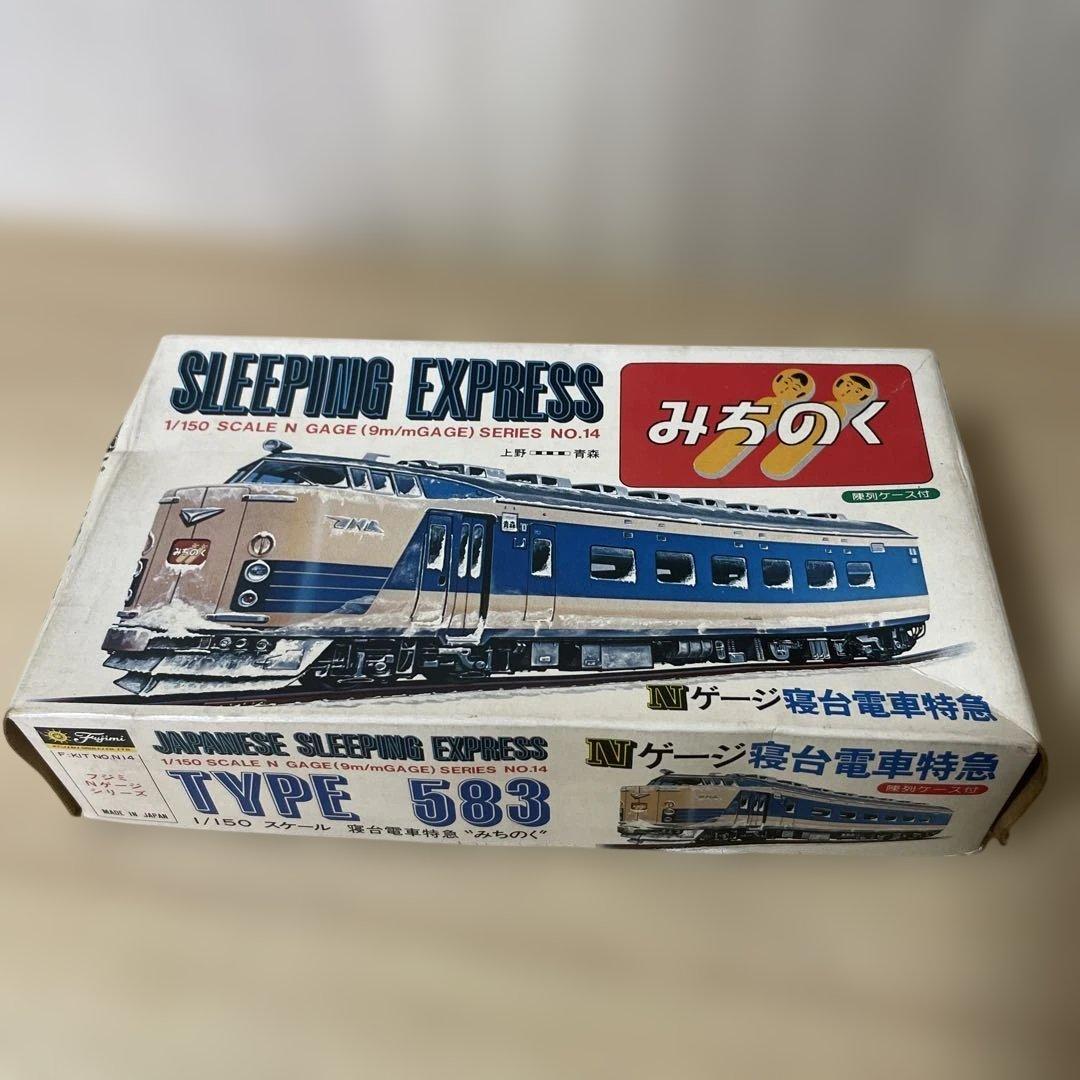 SLEEPING EXPRESS
1/150 SCALE N GAGE (9m/mGAGE) SERIES NO.14
上野 青森
みちのく
陳列ケース付
みちのく
青森
Nゲージ寝台電車特急
Fujimi
F-KIT NO.N14
フジミ
Nゲージ
シリーズ
MADE IN JAPAN
JAPANESE SLEEPING EXPRESS
1/150 SCALE N GAGE (9m/mGAGE) SERIES NO.14
TYPE 583
1/150 スケール 寝台電車特急 "みちのく"
Nゲージ寝台電車特急
陳列ケース付